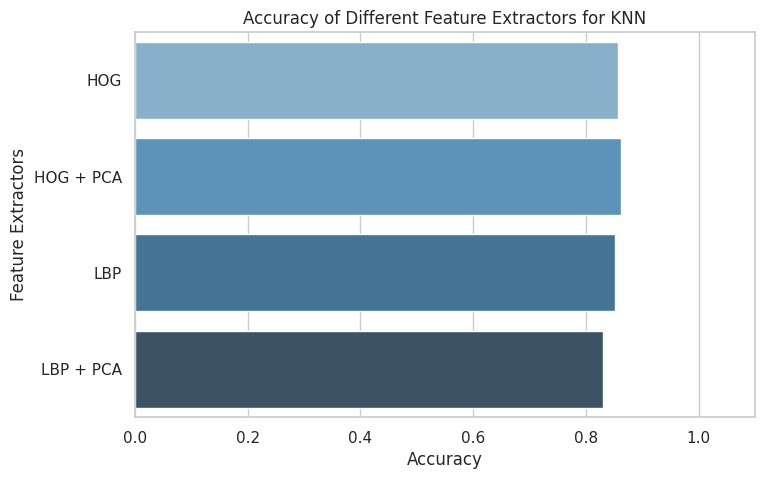 Accuracy of Different Feature Extractors for KNN
Feature Extractors
HOG
HOG + PCA
LBP
LBP + PCA
0.0 0.2 0.4 0.6 0.8 1.0
Accuracy